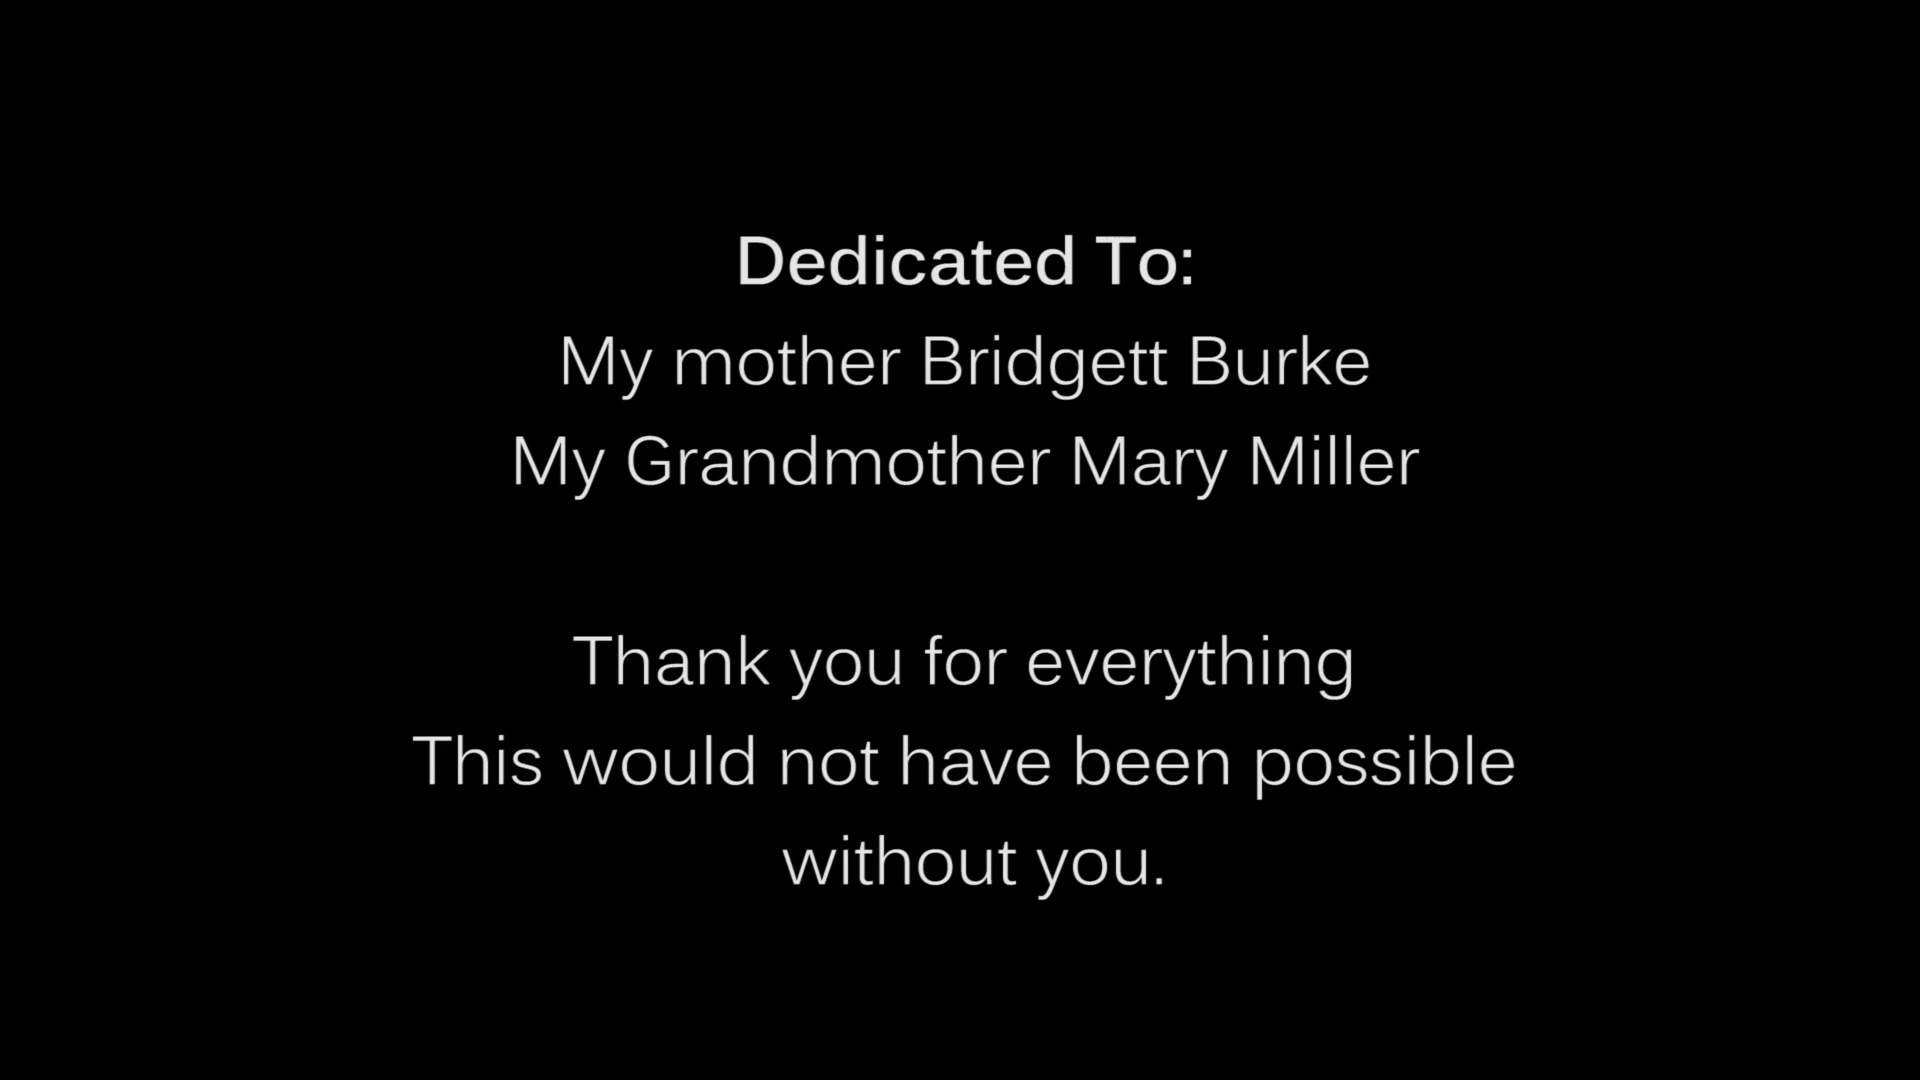 Dedicated To:
My mother Bridgett Burke
My Grandmother Mary Miller
Thank you for everything
This would not have been possible
without you.